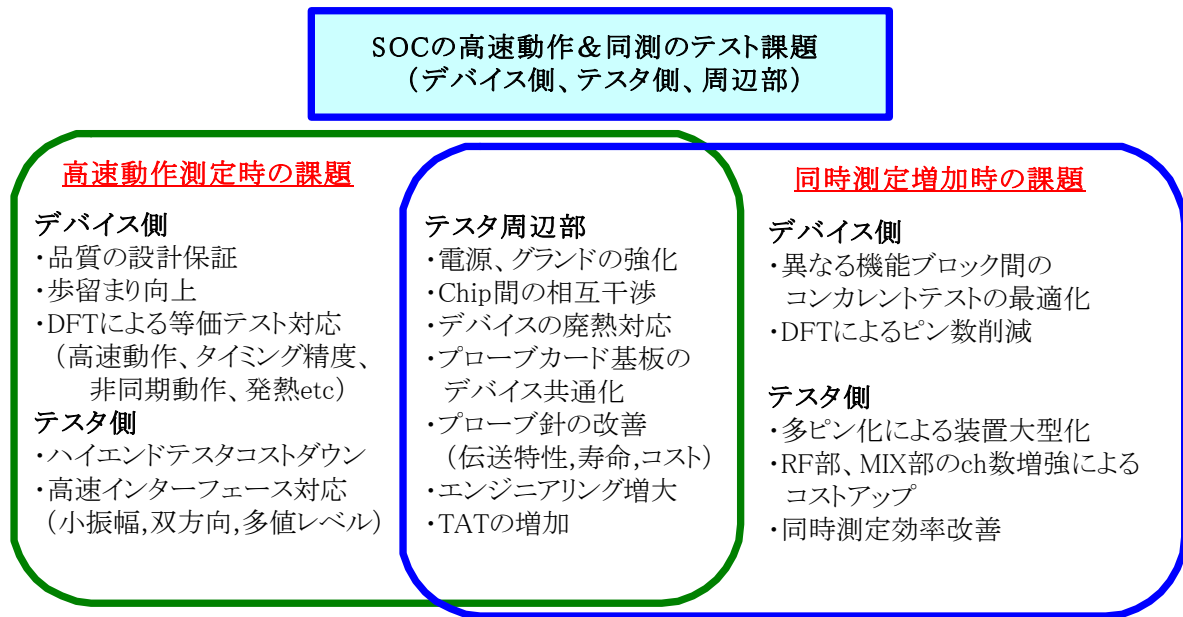 SOCの高速動作＆同測のテスト課題
（デバイス側、テスタ側、周辺部）
高速動作測定時の課題
デバイス側
・品質の設計保証
・歩留まり向上
・DFTによる等価テスト対応
（高速動作、タイミング精度、
非同期動作、発熱etc）
テスタ側
・ハイエンドテスタコストダウン
・高速インターフェース対応
（小振幅,双方向,多値レベル）
テスタ周辺部
・電源、グランドの強化
・Chip間の相互干渉
・デバイスの廃熱対応
・プローブカード基板の
デバイス共通化
・プローブ針の改善
（伝送特性,寿命,コスト）
・エンジニアリング増大
・TATの増加
同時測定増加時の課題
デバイス側
・異なる機能ブロック間の
コンカレントテストの最適化
・DFTによるピン数削減
テスタ側
・多ピン化による装置大型化
・RF部、MIX部のch数増強による
コストアップ
・同時測定効率改善